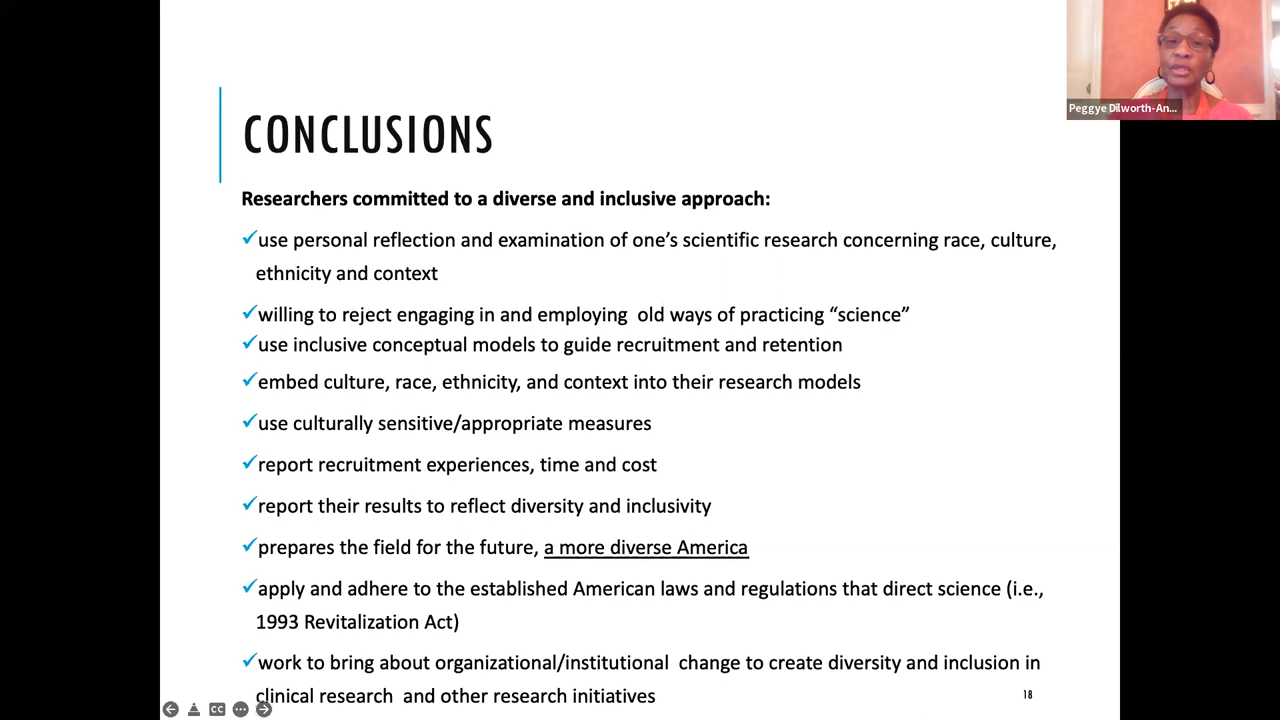 Peggye Dilworth-An...
CONCLUSIONS
Researchers committed to a diverse and inclusive approach:
✓use personal reflection and examination of one’s scientific research concerning race, culture,
ethnicity and context
✓willing to reject engaging in and employing old ways of practicing “science”
✓use inclusive conceptual models to guide recruitment and retention
✓embed culture, race, ethnicity, and context into their research models
✓use culturally sensitive/appropriate measures
✓report recruitment experiences, time and cost
✓report their results to reflect diversity and inclusivity
✓prepares the field for the future, a more diverse America
✓apply and adhere to the established American laws and regulations that direct science (i.e.,
1993 Revitalization Act)
✓work to bring about organizational/institutional change to create diversity and inclusion in
clinical research and other research initiatives
18
CC